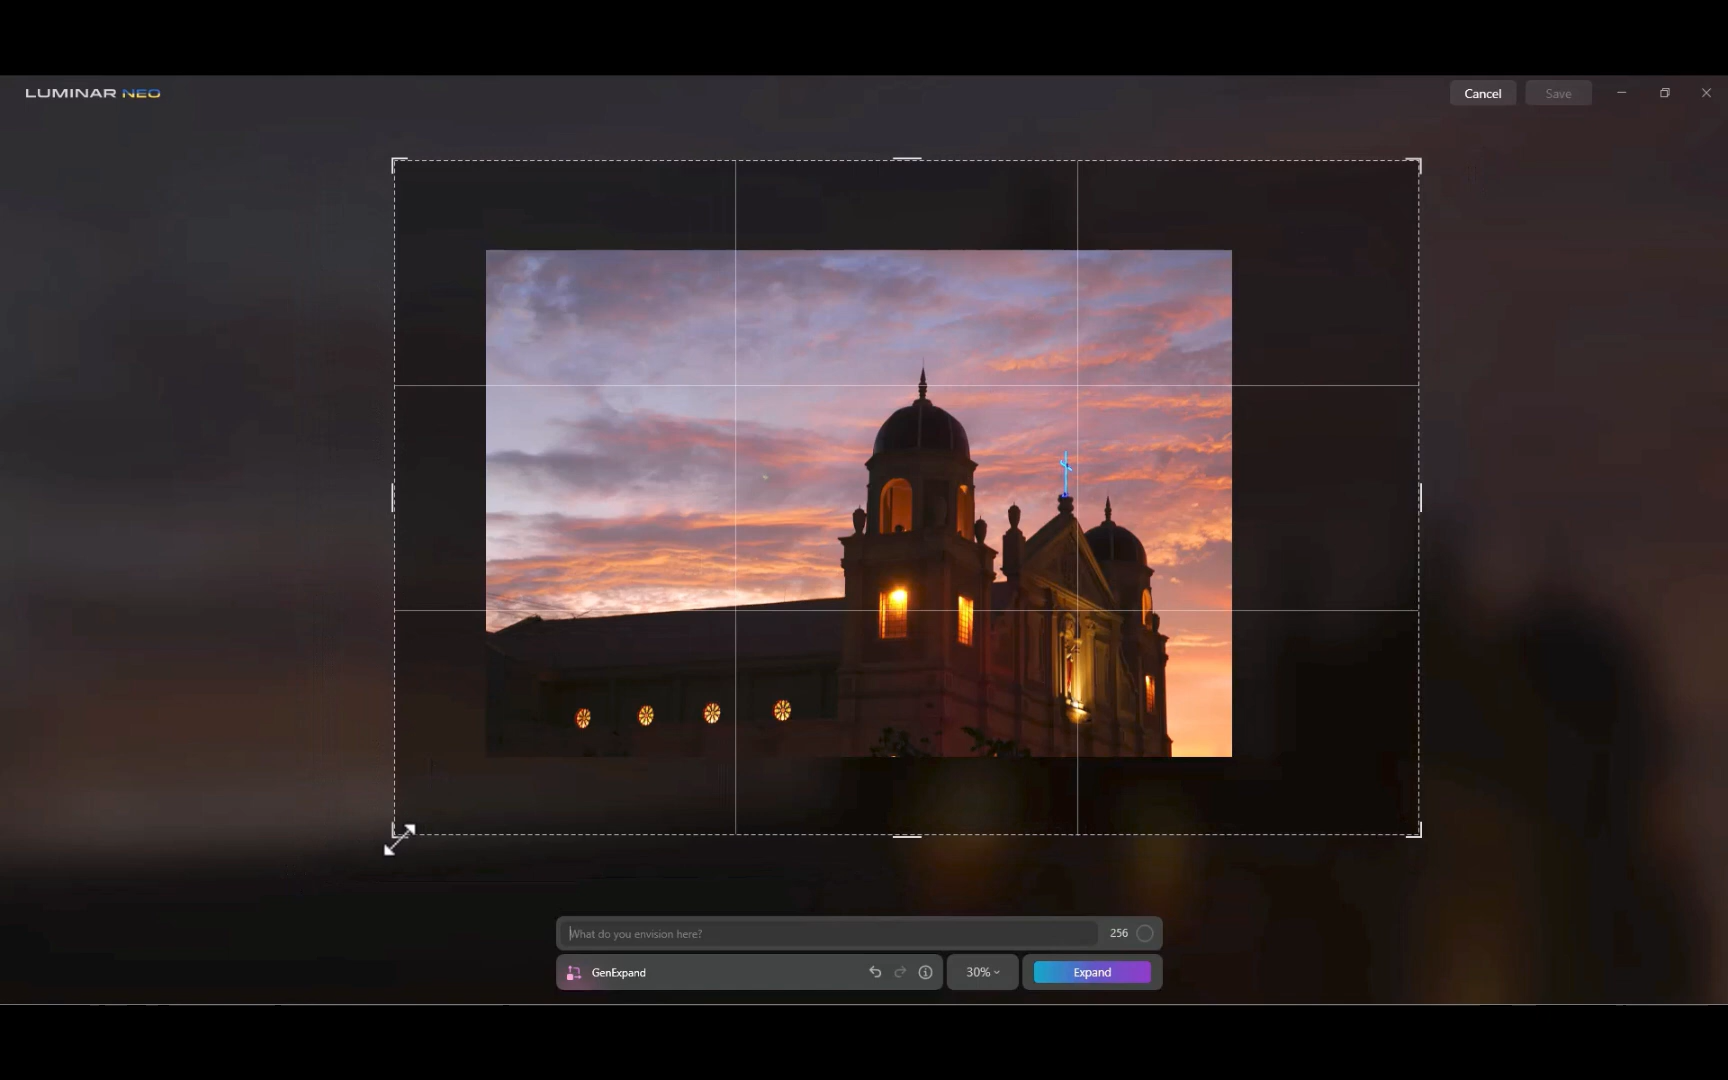 LUMINAR NEO
Cancel
Save
What do you envision here?
256
GenExpand
30%
Expand